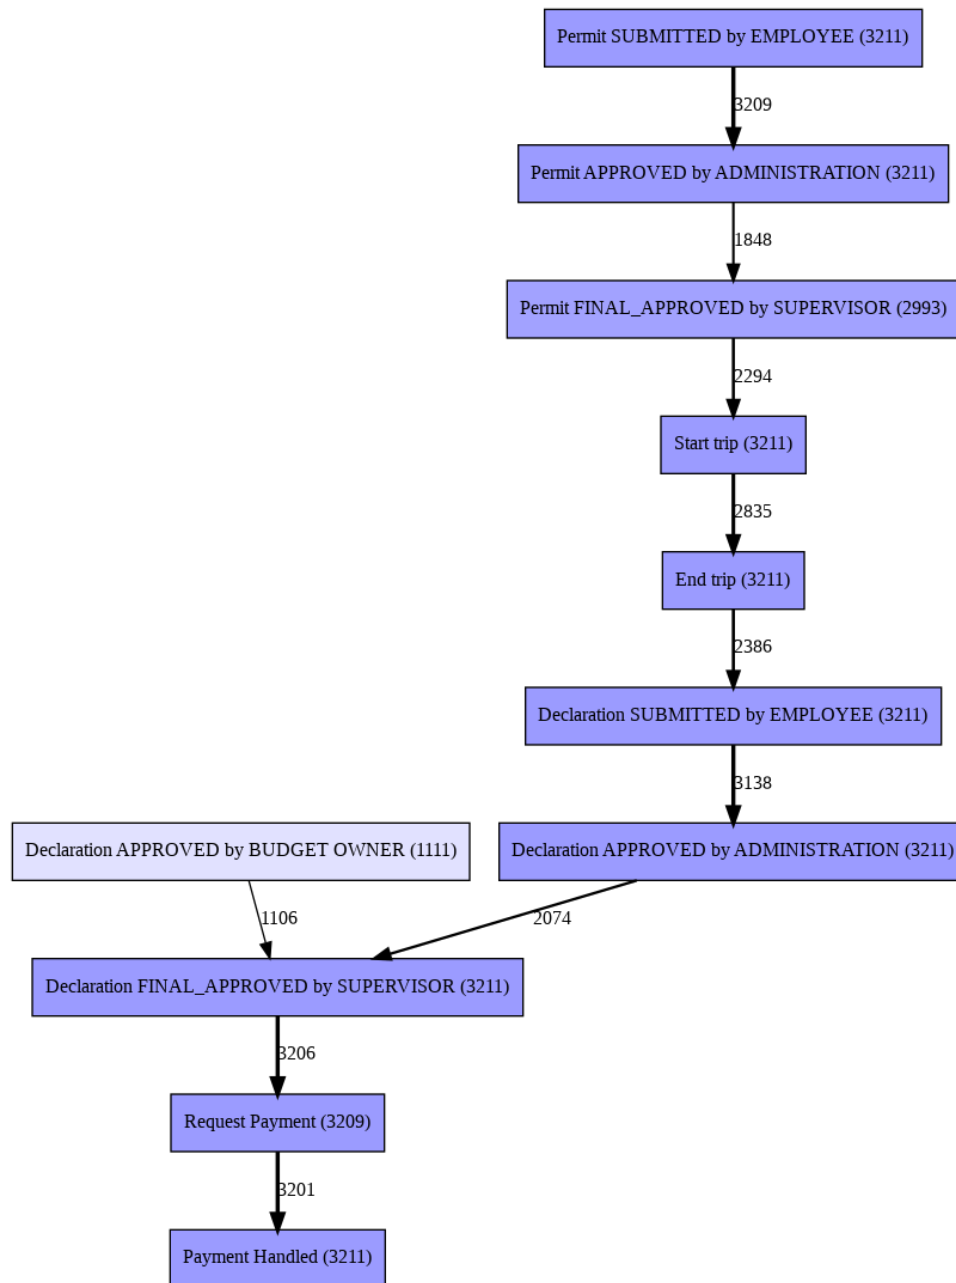 Permit SUBMITTED by EMPLOYEE (3211)
3209
Permit APPROVED by ADMINISTRATION (3211)
1848
Permit FINAL_APPROVED by SUPERVISOR (2993)
2294
Start trip (3211)
2835
End trip (3211)
2386
Declaration SUBMITTED by EMPLOYEE (3211)
3138
Declaration APPROVED by BUDGET OWNER (1111)
Declaration APPROVED by ADMINISTRATION (3211)
1106
2074
Declaration FINAL_APPROVED by SUPERVISOR (3211)
3206
Request Payment (3209)
3201
Payment Handled (3211)